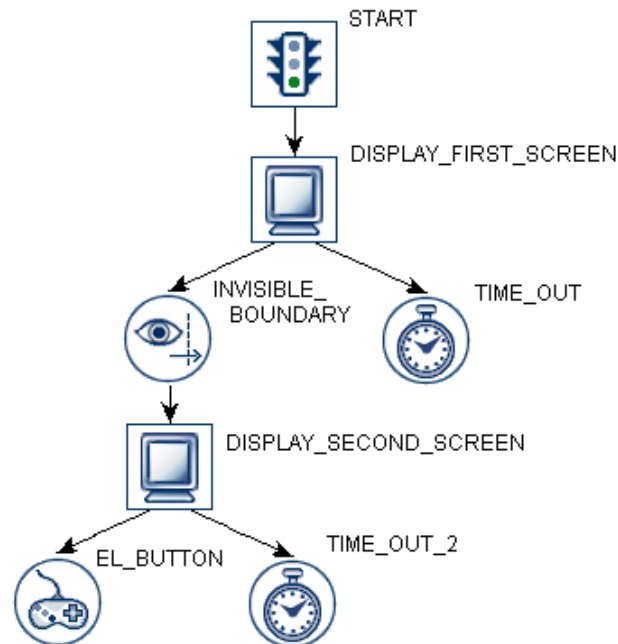 START
DISPLAY_FIRST_SCREEN
INVISIBLE_
BOUNDARY
TIME_OUT
DISPLAY_SECOND_SCREEN
EL_BUTTON
TIME_OUT_2